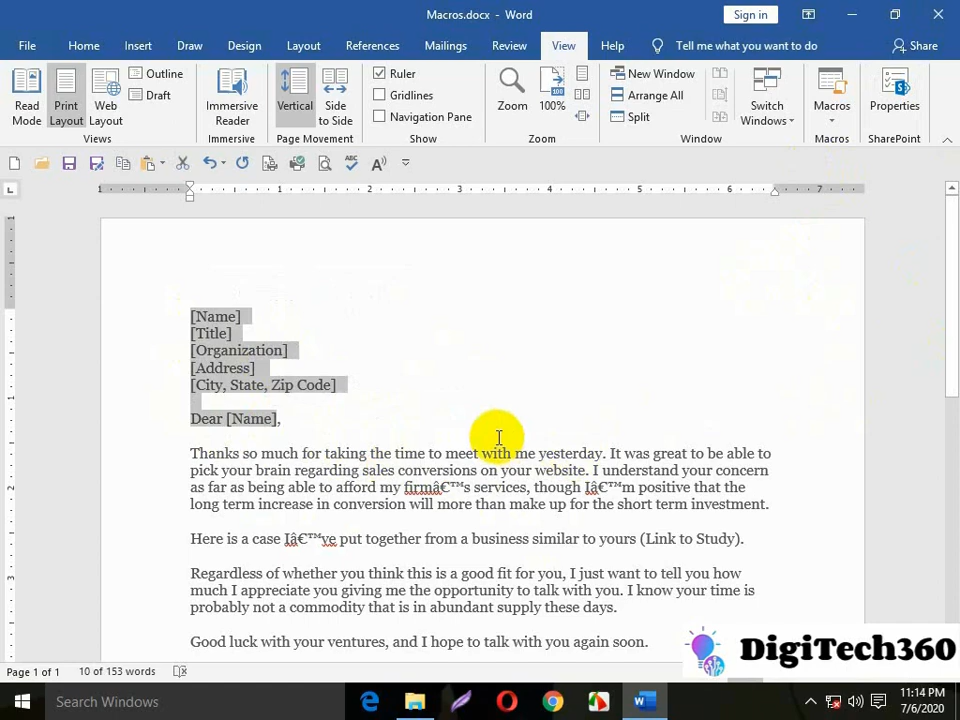 Macros.docx - Word
Sign in
File Home Insert Draw Design Layout References Mailings Review View Help Tell me what you want to do Share
Read Mode
Print Layout
Web Layout
Outline
Draft
Views
Immersive Reader
Immersive
Vertical
Side to Side
Page Movement
Ruler
Gridlines
Navigation Pane
Show
Zoom
100%
Zoom
New Window
Arrange All
Split
Switch Windows
Window
Macros
Macros
Properties
SharePoint
1 1 2 3 4 5 6 7
[Name]
[Title]
[Organization]
[Address]
[City, State, Zip Code]
Dear [Name],
Thanks so much for taking the time to meet with me yesterday. It was great to be able to
pick your brain regarding sales conversions on your website. I understand your concern
as far as being able to afford my firmâ€™s services, though Iâ€™m positive that the
long term increase in conversion will more than make up for the short term investment.
Here is a case Iâ€™ve put together from a business similar to yours (Link to Study).
Regardless of whether you think this is a good fit for you, I just want to tell you how
much I appreciate you giving me the opportunity to talk with you. I know your time is
probably not a commodity that is in abundant supply these days.
Good luck with your ventures, and I hope to talk with you again soon.
DigiTech360
Page 1 of 1 10 of 153 words
Search Windows
11:14 PM
7/6/2020